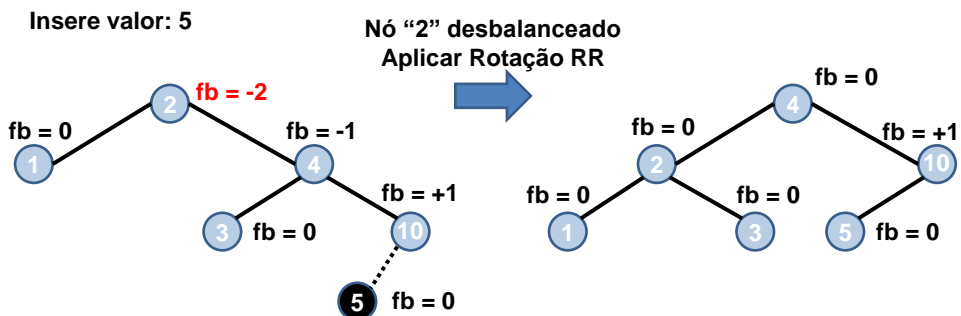 Insere valor: 5
Nó “2” desbalanceado
Aplicar Rotação RR
2
fb = -2
fb = 0
1
fb = -1
4
fb = +1
3
fb = 0
10
5
fb = 0
fb = 0
4
fb = 0
fb = +1
2
10
fb = 0
fb = 0
1
3
5
fb = 0